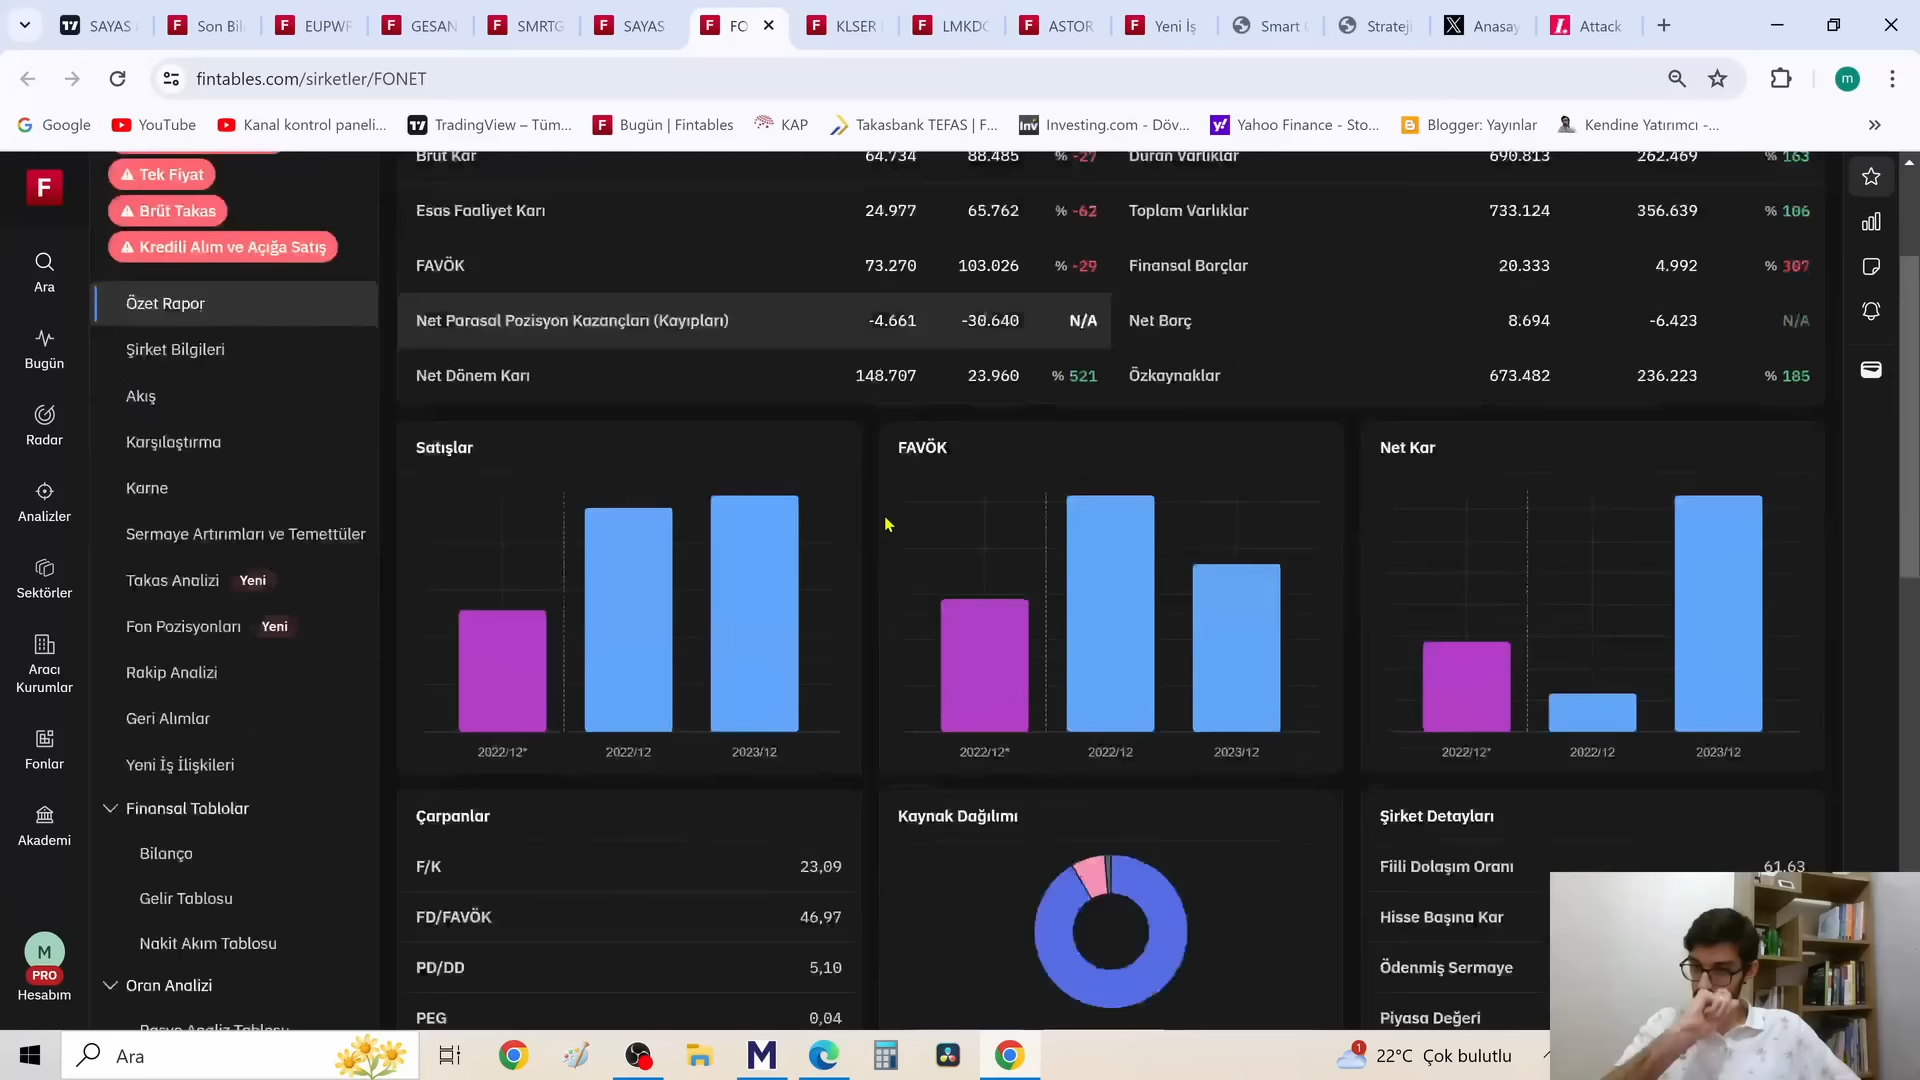 SAYAS
Son Bil
EUPWR
GESAN
SMRTG
SAYAS
FO
KLSER
LMKDC
ASTOR
Yeni İş
Smart
Strateji
Anasay
Attack
fintables.com/sirketler/FONET
m
Google
YouTube
Kanal kontrol paneli...
TradingView – Tüm...
Bugün | Fintables
KAP
Takasbank TEFAS | F...
Investing.com - Döv...
Yahoo Finance - Sto...
Blogger: Yayınlar
Kendine Yatırımcı -...
F
Ara
Bugün
Radar
Analizler
Sektörler
Aracı
Kurumlar
Fonlar
Akademi
M
PRO
Hesabım
Tek Fiyat
Brüt Takas
Kredili Alım ve Açığa Satış
Özet Rapor
Şirket Bilgileri
Akış
Karşılaştırma
Karne
Sermaye Artırımları ve Temettüler
Takas Analizi Yeni
Fon Pozisyonları Yeni
Rakip Analizi
Geri Alımlar
Yeni İş İlişkileri
Finansal Tablolar
Bilanço
Gelir Tablosu
Nakit Akım Tablosu
Oran Analizi
Rasyo Analiz Tablosu
Brüt Kar 64.734 88.485 % -27
Esas Faaliyet Karı 24.977 65.762 % -62
FAVÖK 73.270 103.026 % -29
Net Parasal Pozisyon Kazançları (Kayıpları) -4.661 -30.640 N/A
Net Dönem Karı 148.707 23.960 % 521
Duran Varlıklar 690.813 262.469 % 163
Toplam Varlıklar 733.124 356.639 % 106
Finansal Borçlar 20.333 4.992 % 307
Net Borç 8.694 -6.423 N/A
Özkaynaklar 673.482 236.223 % 185
Satışlar
2022/12* 2022/12 2023/12
FAVÖK
2022/12* 2022/12 2023/12
Net Kar
2022/12* 2022/12 2023/12
Çarpanlar
F/K 23,09
FD/FAVÖK 46,97
PD/DD 5,10
PEG 0,04
Kaynak Dağılımı
Şirket Detayları
Fiili Dolaşım Oranı 61,63
Hisse Başına Kar
Ödenmiş Sermaye
Piyasa Değeri
Ara
1
22°C Çok bulutlu